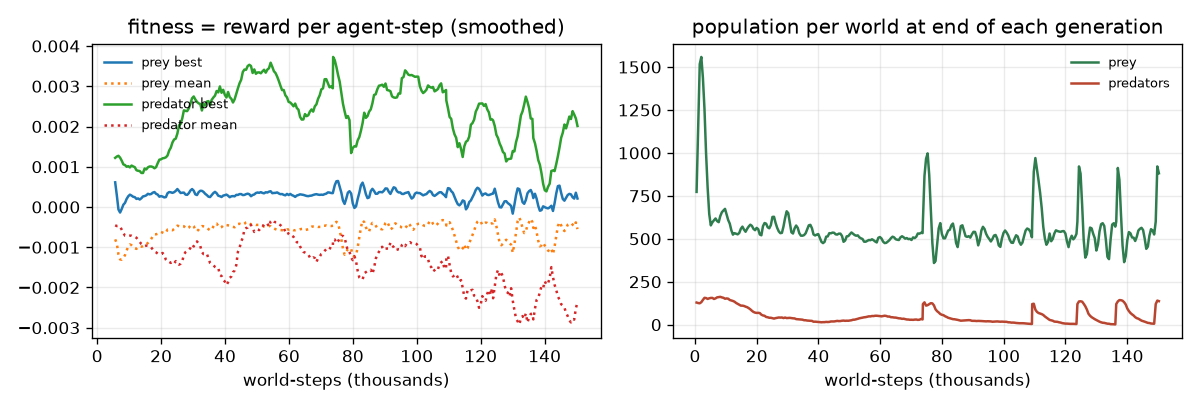 fitness = reward per agent-step (smoothed)
0.004
0.003
0.002
0.001
0.000
−0.001
−0.002
−0.003
prey best
prey mean
predator best
predator mean
0 20 40 60 80 100 120 140
world-steps (thousands)
population per world at end of each generation
1500
1250
1000
750
500
250
0
prey
predators
0 20 40 60 80 100 120 140
world-steps (thousands)